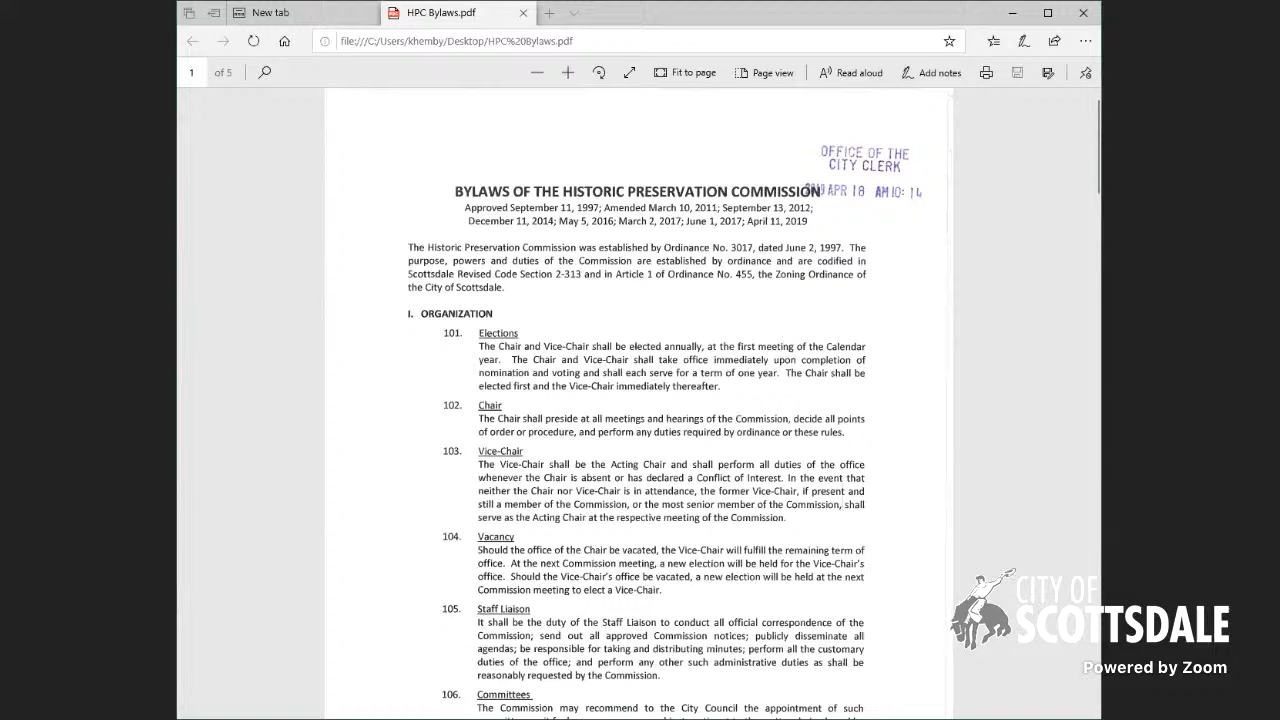 New tab
HPC Bylaws.pdf
file:///C:/Users/khemby/Desktop/HPC%20Bylaws.pdf
1 of 5
Fit to page
Page view
Read aloud
Add notes
OFFICE OF THE
CITY CLERK
2019 APR 18 AM 10: 14
BYLAWS OF THE HISTORIC PRESERVATION COMMISSION
Approved September 11, 1997; Amended March 10, 2011; September 13, 2012;
December 11, 2014; May 5, 2016; March 2, 2017; June 1, 2017; April 11, 2019
The Historic Preservation Commission was established by Ordinance No. 3017, dated June 2, 1997. The
purpose, powers and duties of the Commission are established by ordinance and are codified in
Scottsdale Revised Code Section 2-313 and in Article 1 of Ordinance No. 455, the Zoning Ordinance of
the City of Scottsdale.
I. ORGANIZATION
101. Elections
The Chair and Vice-Chair shall be elected annually, at the first meeting of the Calendar
year. The Chair and Vice-Chair shall take office immediately upon completion of
nomination and voting and shall each serve for a term of one year. The Chair shall be
elected first and the Vice-Chair immediately thereafter.
102. Chair
The Chair shall preside at all meetings and hearings of the Commission, decide all points
of order or procedure, and perform any duties required by ordinance or these rules.
103. Vice-Chair
The Vice-Chair shall be the Acting Chair and shall perform all duties of the office
whenever the Chair is absent or has declared a Conflict of Interest. In the event that
neither the Chair nor Vice-Chair is in attendance, the former Vice-Chair, if present and
still a member of the Commission, or the most senior member of the Commission, shall
serve as the Acting Chair at the respective meeting of the Commission.
104. Vacancy
Should the office of the Chair be vacated, the Vice-Chair will fulfill the remaining term of
office. At the next Commission meeting, a new election will be held for the Vice-Chair's
office. Should the Vice-Chair's office be vacated, a new election will be held at the next
Commission meeting to elect a Vice-Chair.
105. Staff Liaison
It shall be the duty of the Staff Liaison to conduct all official correspondence of the
Commission; send out all approved Commission notices; publicly disseminate all
agendas; be responsible for taking and distributing minutes; perform all the customary
duties of the office; and perform any other such administrative duties as shall be
reasonably requested by the Commission.
106. Committees
The Commission may recommend to the City Council the appointment of such
CITY OF
SCOTTSDALE
Powered by Zoom